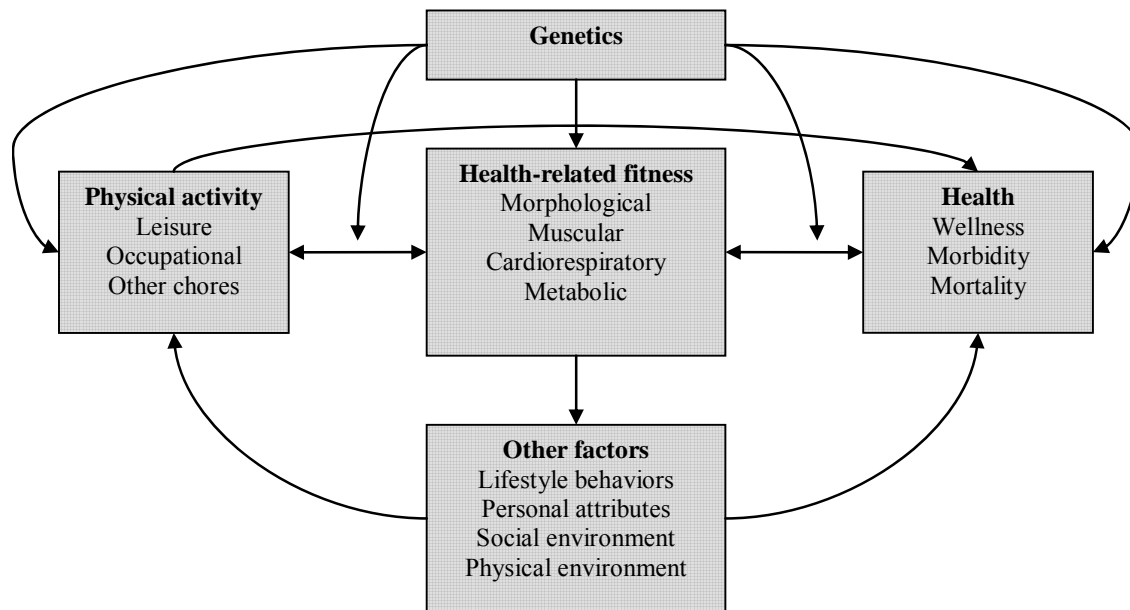 Genetics
Physical activity
Leisure
Occupational
Other chores
Health-related fitness
Morphological
Muscular
Cardiorespiratory
Metabolic
Health
Wellness
Morbidity
Mortality
Other factors
Lifestyle behaviors
Personal attributes
Social environment
Physical environment